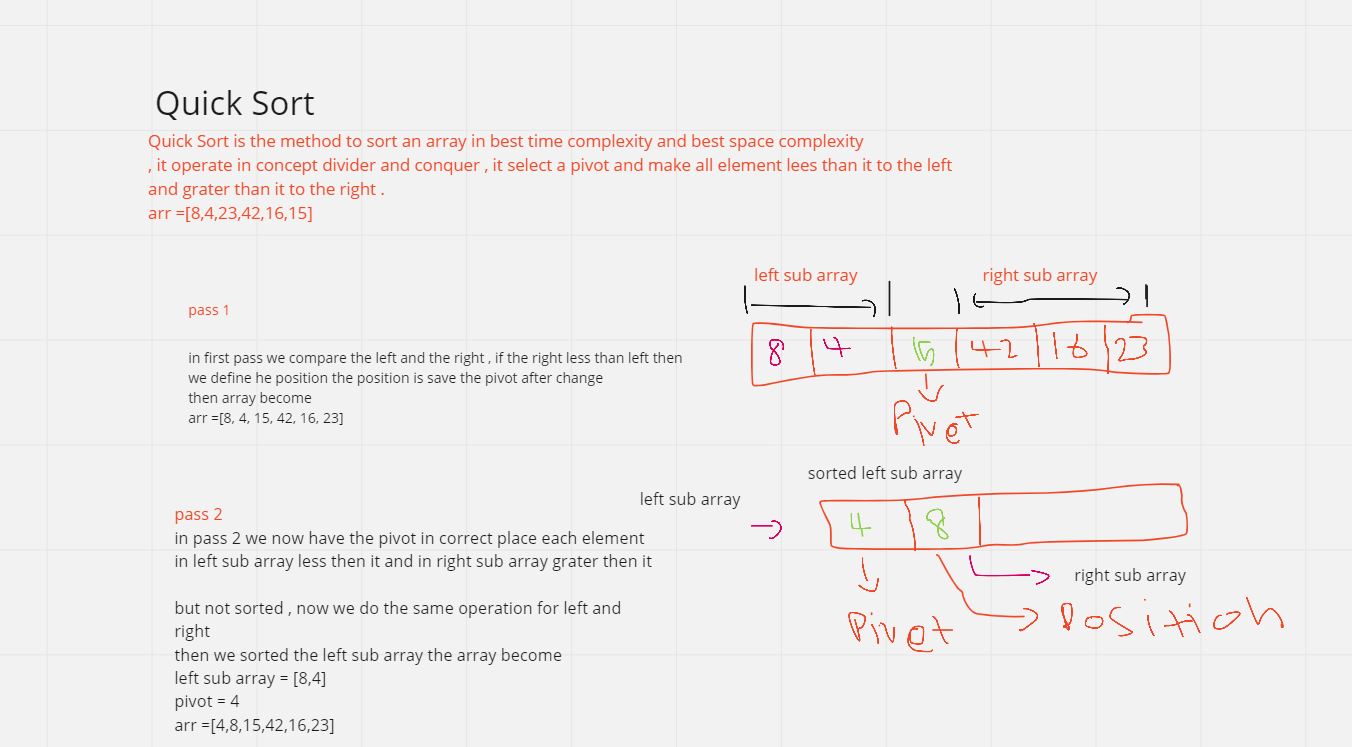 Quick Sort
Quick Sort is the method to sort an array in best time complexity and best space complexity
, it operate in concept divider and conquer , it select a pivot and make all element lees than it to the left
and grater than it to the right .
arr =[8,4,23,42,16,15]
left sub array
right sub array
pass 1
8 4 15 42 16 23
in first pass we compare the left and the right , if the right less than left then
we define he position the position is save the pivot after change
then array become
arr =[8, 4, 15, 42, 16, 23]
Pivet
sorted left sub array
left sub array
pass 2
4 8
in pass 2 we now have the pivot in correct place each element
in left sub array less then it and in right sub array grater then it
right sub array
Pivet
Position
but not sorted , now we do the same operation for left and
right
then we sorted the left sub array the array become
left sub array = [8,4]
pivot = 4
arr =[4,8,15,42,16,23]